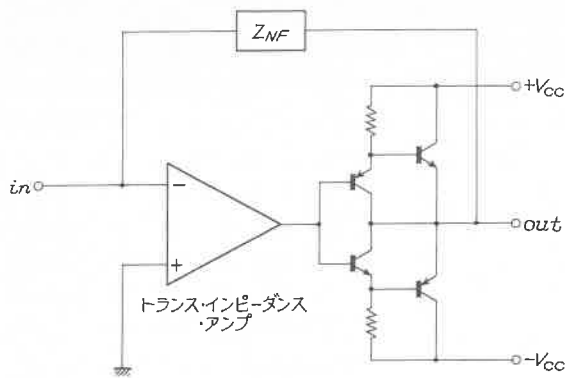 Z_NF
+V_CC
in
−
+
out
トランス・インピーダンス
・アンプ
−V_CC